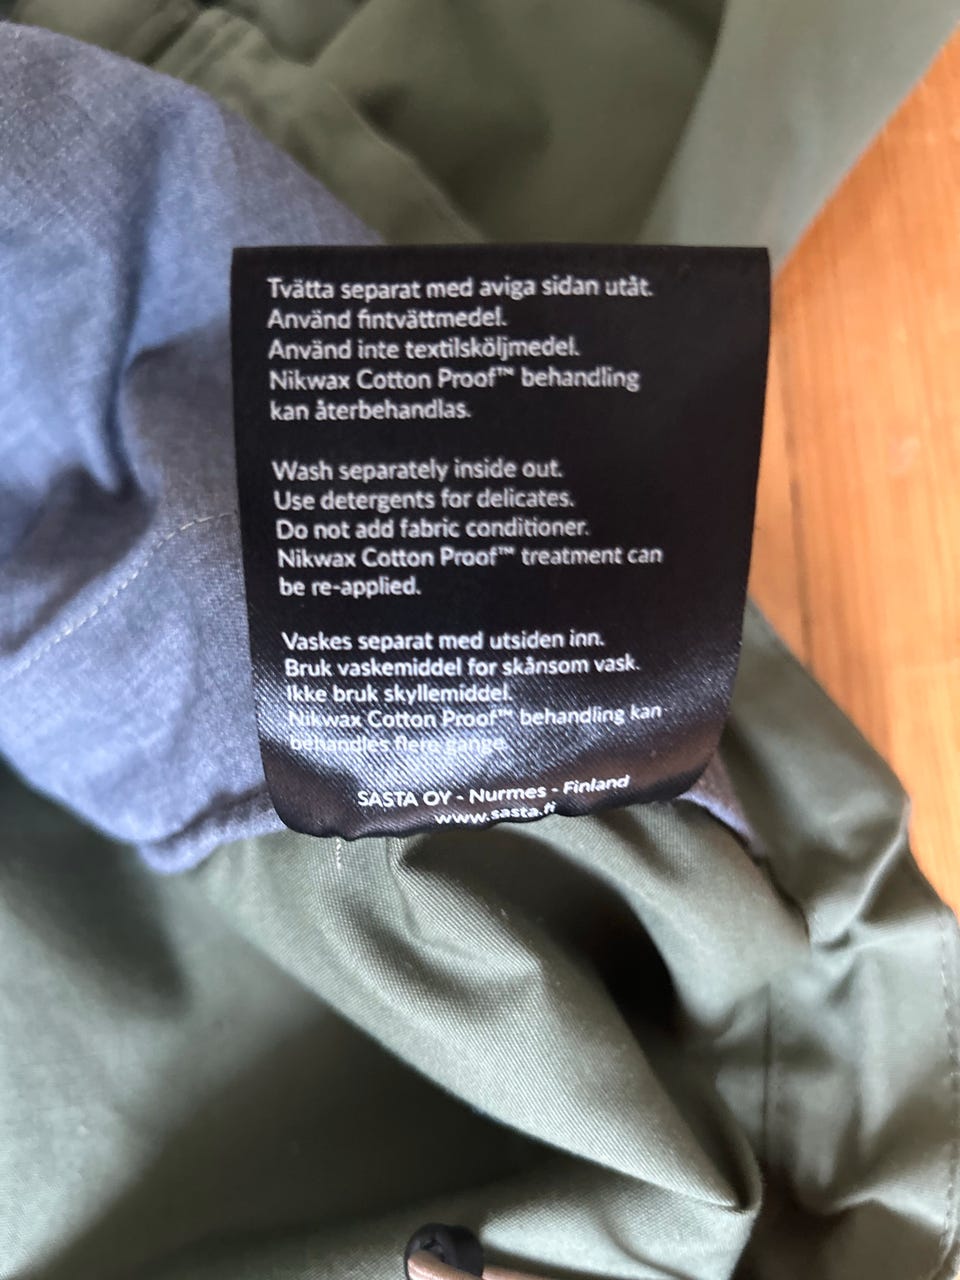 Tvätta separat med aviga sidan utåt.
Använd fintvättmedel.
Använd inte textilsköljmedel.
Nikwax Cotton Proof™ behandling
kan återbehandlas.
Wash separately inside out.
Use detergents for delicates.
Do not add fabric conditioner.
Nikwax Cotton Proof™ treatment can
be re-applied.
Vaskes separat med utsiden inn.
Bruk vaskemiddel for skånsom vask.
Ikke bruk skyllemiddel.
Nikwax Cotton Proof™ behandling kan
behandles flere gange.
SASTA OY - Nurmes - Finland
www.sasta.fi